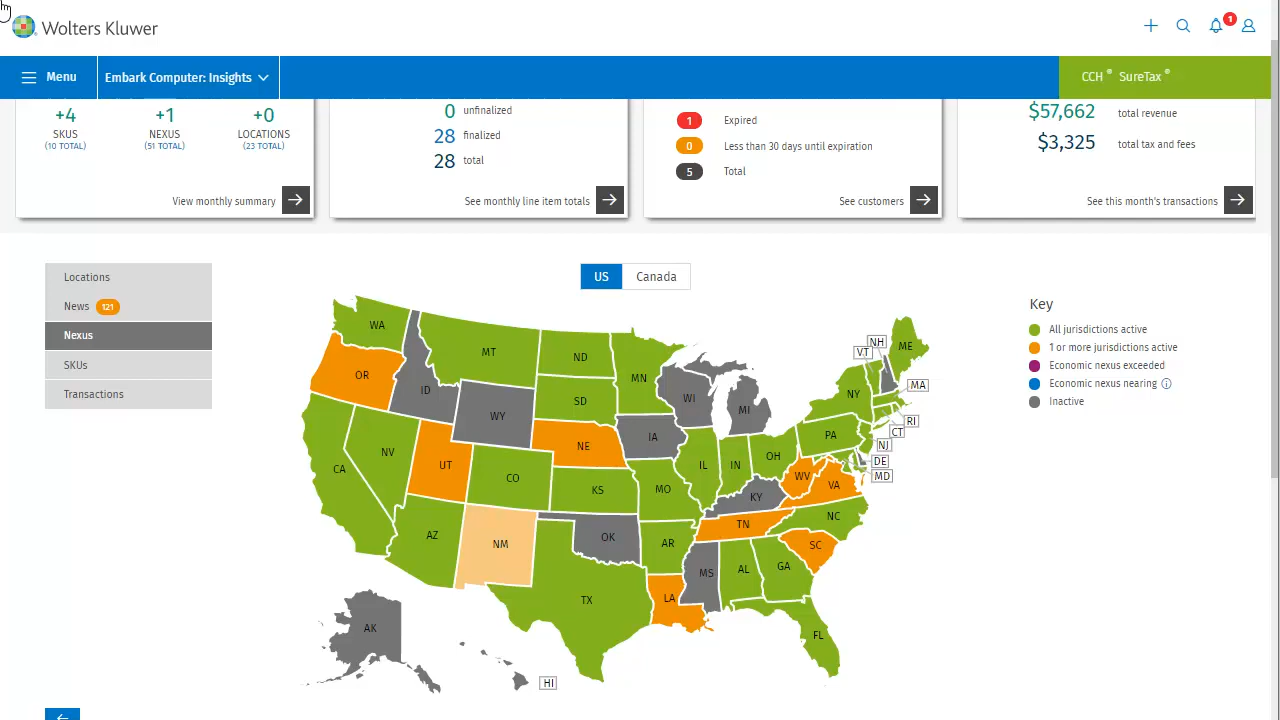 Wolters Kluwer
1
Menu
Embark Computer: Insights
CCH ® SureTax ®
+4
+1
+0
SKUS
NEXUS
LOCATIONS
(10 TOTAL)
(51 TOTAL)
(23 TOTAL)
View monthly summary
0 unfinalized
28 finalized
28 total
See monthly line item totals
1 Expired
0 Less than 30 days until expiration
5 Total
See customers
$57,662 total revenue
$3,325 total tax and fees
See this month's transactions
Locations
News 121
Nexus
SKUs
Transactions
US Canada
WA
OR
ID
MT
ND
MN
SD
WY
NV
CA
UT
CO
NE
KS
IA
WI
MI
IL
IN
OH
MO
KY
WV
VA
PA
NY
VT
NH
ME
MA
RI
CT
NJ
DE
MD
AZ
NM
OK
AR
TN
NC
SC
MS
AL
GA
TX
LA
FL
AK
HI
Key
All jurisdictions active
1 or more jurisdictions active
Economic nexus exceeded
Economic nexus nearing
Inactive